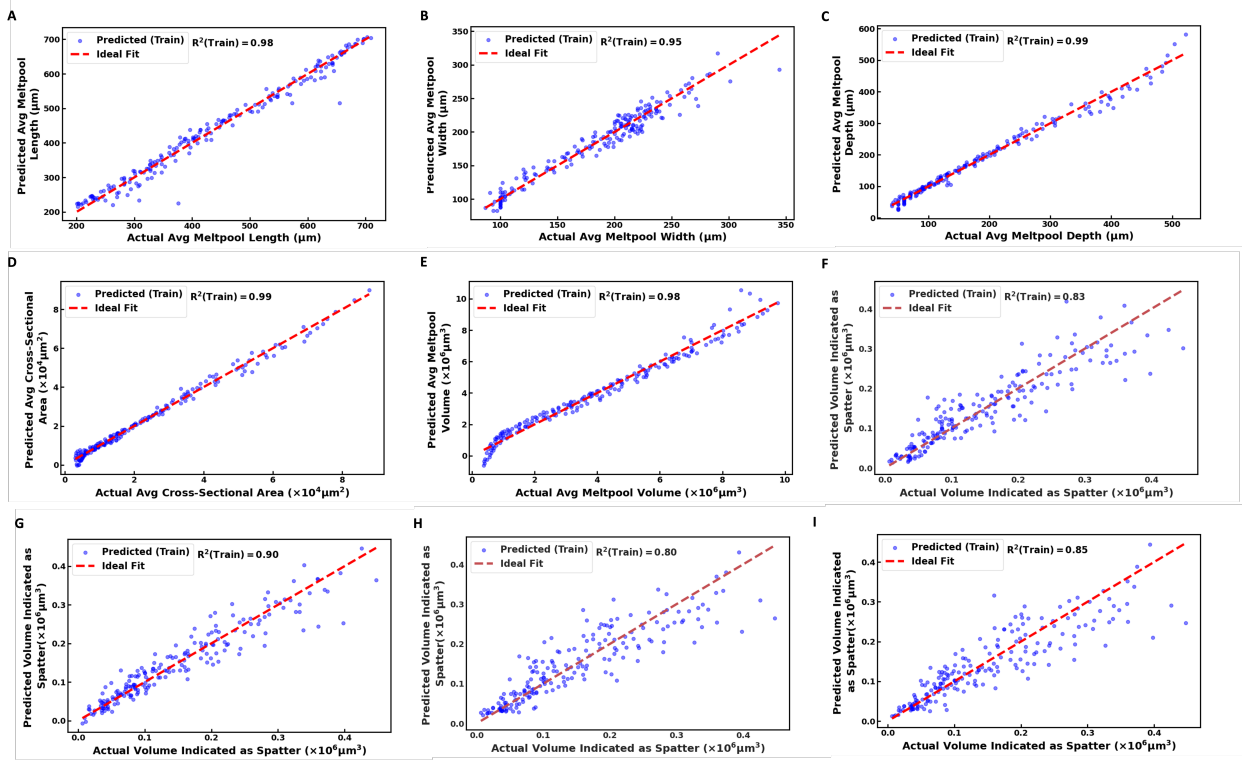 A
Predicted (Train)
R²(Train) = 0.98
Ideal Fit
700
600
500
400
300
200
200
300
400
500
600
700
Predicted Avg Meltpool
Length (μm)
Actual Avg Meltpool Length (μm)
B
Predicted (Train)
R²(Train) = 0.95
Ideal Fit
350
300
250
200
150
100
100
150
200
250
300
350
Predicted Avg Meltpool
Width (μm)
Actual Avg Meltpool Width (μm)
C
Predicted (Train)
R²(Train) = 0.99
Ideal Fit
600
500
400
300
200
100
0
100
200
300
400
500
Predicted Avg Meltpool
Depth (μm)
Actual Avg Meltpool Depth (μm)
D
Predicted (Train)
R²(Train) = 0.99
Ideal Fit
8
6
4
2
0
0
2
4
6
8
Predicted Avg Cross-Sectional
Area (×10⁴μm²)
Actual Avg Cross-Sectional Area (×10⁴μm²)
E
Predicted (Train)
R²(Train) = 0.98
Ideal Fit
10
8
6
4
2
0
2
4
6
8
10
Predicted Avg Meltpool
Volume (×10⁶μm³)
Actual Avg Meltpool Volume (×10⁶μm³)
F
Predicted (Train)
R²(Train) = 0.83
Ideal Fit
0.4
0.3
0.2
0.1
0.0
0.0
0.1
0.2
0.3
0.4
Predicted Volume Indicated as
Spatter (×10⁶μm³)
Actual Volume Indicated as Spatter (×10⁶μm³)
G
Predicted (Train)
R²(Train) = 0.90
Ideal Fit
0.4
0.3
0.2
0.1
0.0
0.0
0.1
0.2
0.3
0.4
Predicted Volume Indicated as
Spatter(×10⁶μm³)
Actual Volume Indicated as Spatter (×10⁶μm³)
H
Predicted (Train)
R²(Train) = 0.80
Ideal Fit
0.4
0.3
0.2
0.1
0.0
0.0
0.1
0.2
0.3
0.4
Predicted Volume Indicated as
Spatter(×10⁶μm³)
Actual Volume Indicated as Spatter (×10⁶μm³)
I
Predicted (Train)
R²(Train) = 0.85
Ideal Fit
0.4
0.3
0.2
0.1
0.0
0.0
0.1
0.2
0.3
0.4
Predicted Volume Indicated
as Spatter(×10⁶μm³)
Actual Volume Indicated as Spatter (×10⁶μm³)